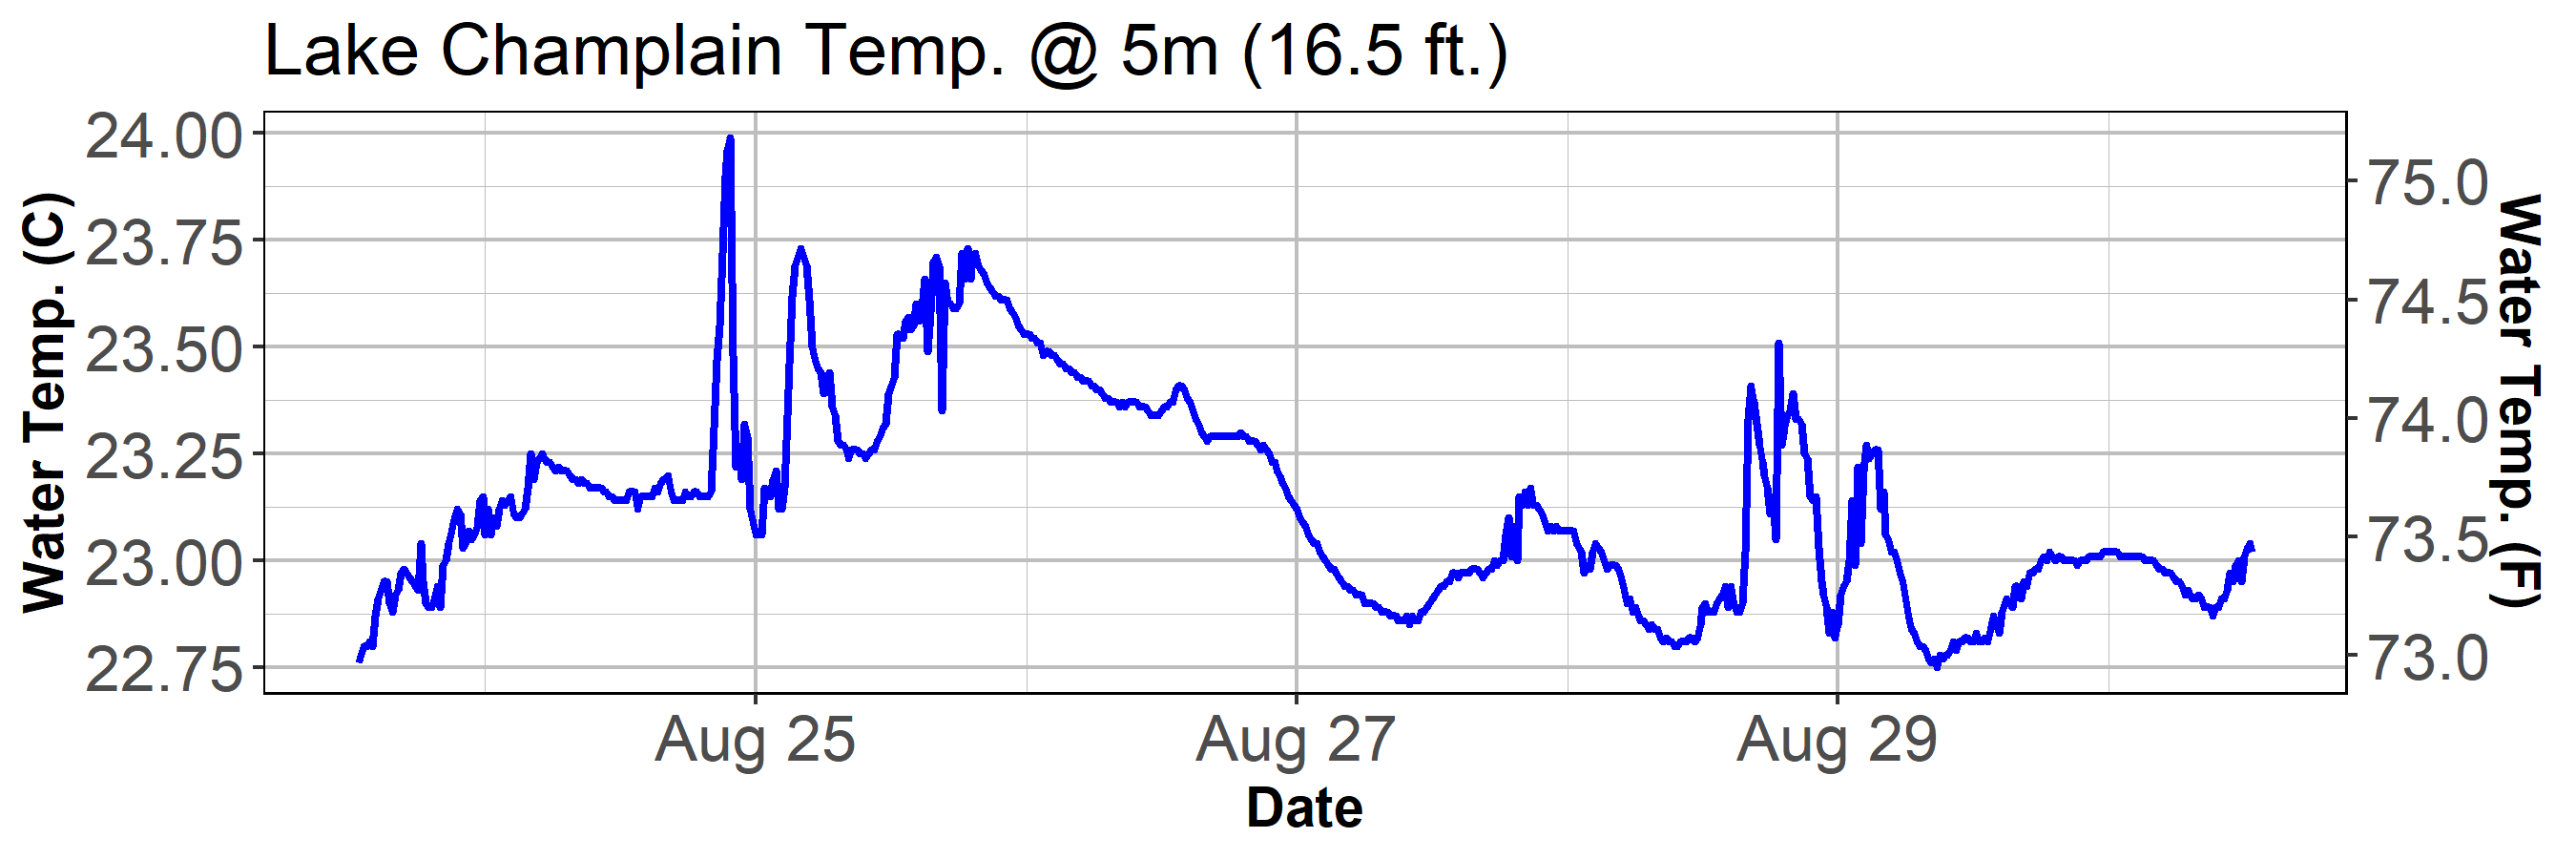 Lake Champlain Temp. @ 5m (16.5 ft.)
Water Temp. (C)
24.00
23.75
23.50
23.25
23.00
22.75
75.0
74.5
74.0
73.5
73.0
Water Temp. (F)
Aug 25 Aug 27 Aug 29
Date